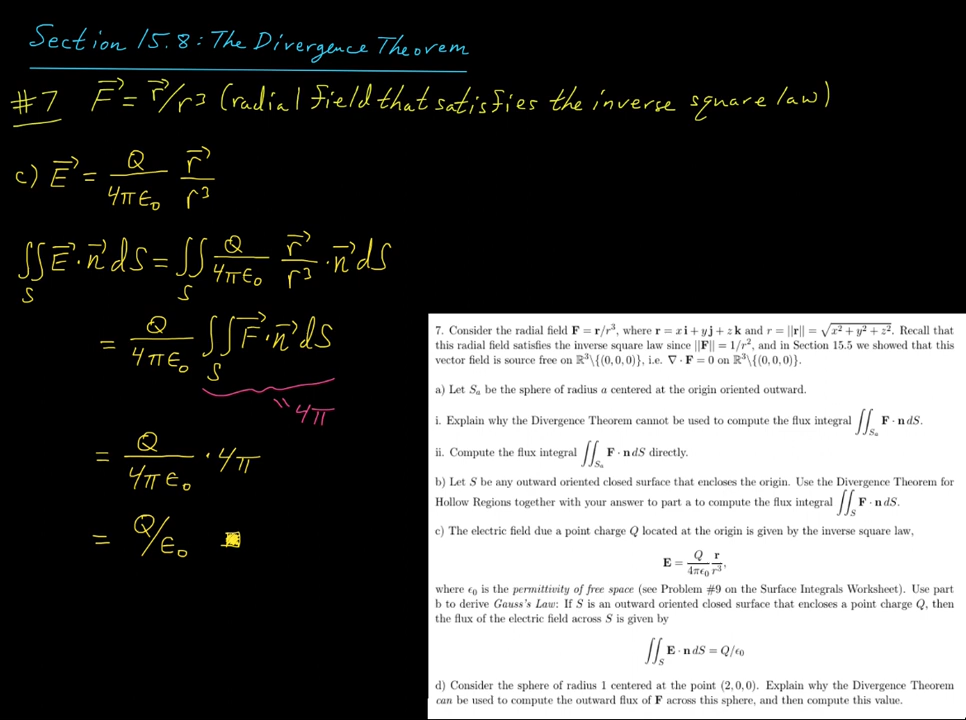 Section 15.8: The Divergence Theorem
#7 F⃗ = r⃗/r³ (radial field that satisfies the inverse square law)
c) E⃗ = Q/(4πε₀) r⃗/r³
∬_S E⃗ · n⃗ dS = ∬_S Q/(4πε₀) r⃗/r³ · n⃗ dS
= Q/(4πε₀) ∬_S F⃗ · n⃗ dS
= 4π
= Q/(4πε₀) · 4π
= Q/ε₀
7. Consider the radial field F = r/r³, where r = x i + y j + z k and r = ||r|| = √(x² + y² + z²). Recall that
this radial field satisfies the inverse square law since ||F|| = 1/r², and in Section 15.5 we showed that this
vector field is source free on ℝ³\{(0, 0, 0)}, i.e. ∇ · F = 0 on ℝ³\{(0, 0, 0)}.
a) Let Sₐ be the sphere of radius a centered at the origin oriented outward.
i. Explain why the Divergence Theorem cannot be used to compute the flux integral ∬_Sₐ F · n dS.
ii. Compute the flux integral ∬_Sₐ F · n dS directly.
b) Let S be any outward oriented closed surface that encloses the origin. Use the Divergence Theorem for
Hollow Regions together with your answer to part a to compute the flux integral ∬_S F · n dS.
c) The electric field due a point charge Q located at the origin is given by the inverse square law,
E = Q/(4πϵ₀) r/r³,
where ϵ₀ is the permittivity of free space (see Problem #9 on the Surface Integrals Worksheet). Use part
b to derive Gauss's Law: If S is an outward oriented closed surface that encloses a point charge Q, then
the flux of the electric field across S is given by
∬_S E · n dS = Q/ϵ₀
d) Consider the sphere of radius 1 centered at the point (2, 0, 0). Explain why the Divergence Theorem
can be used to compute the outward flux of F across this sphere, and then compute this value.